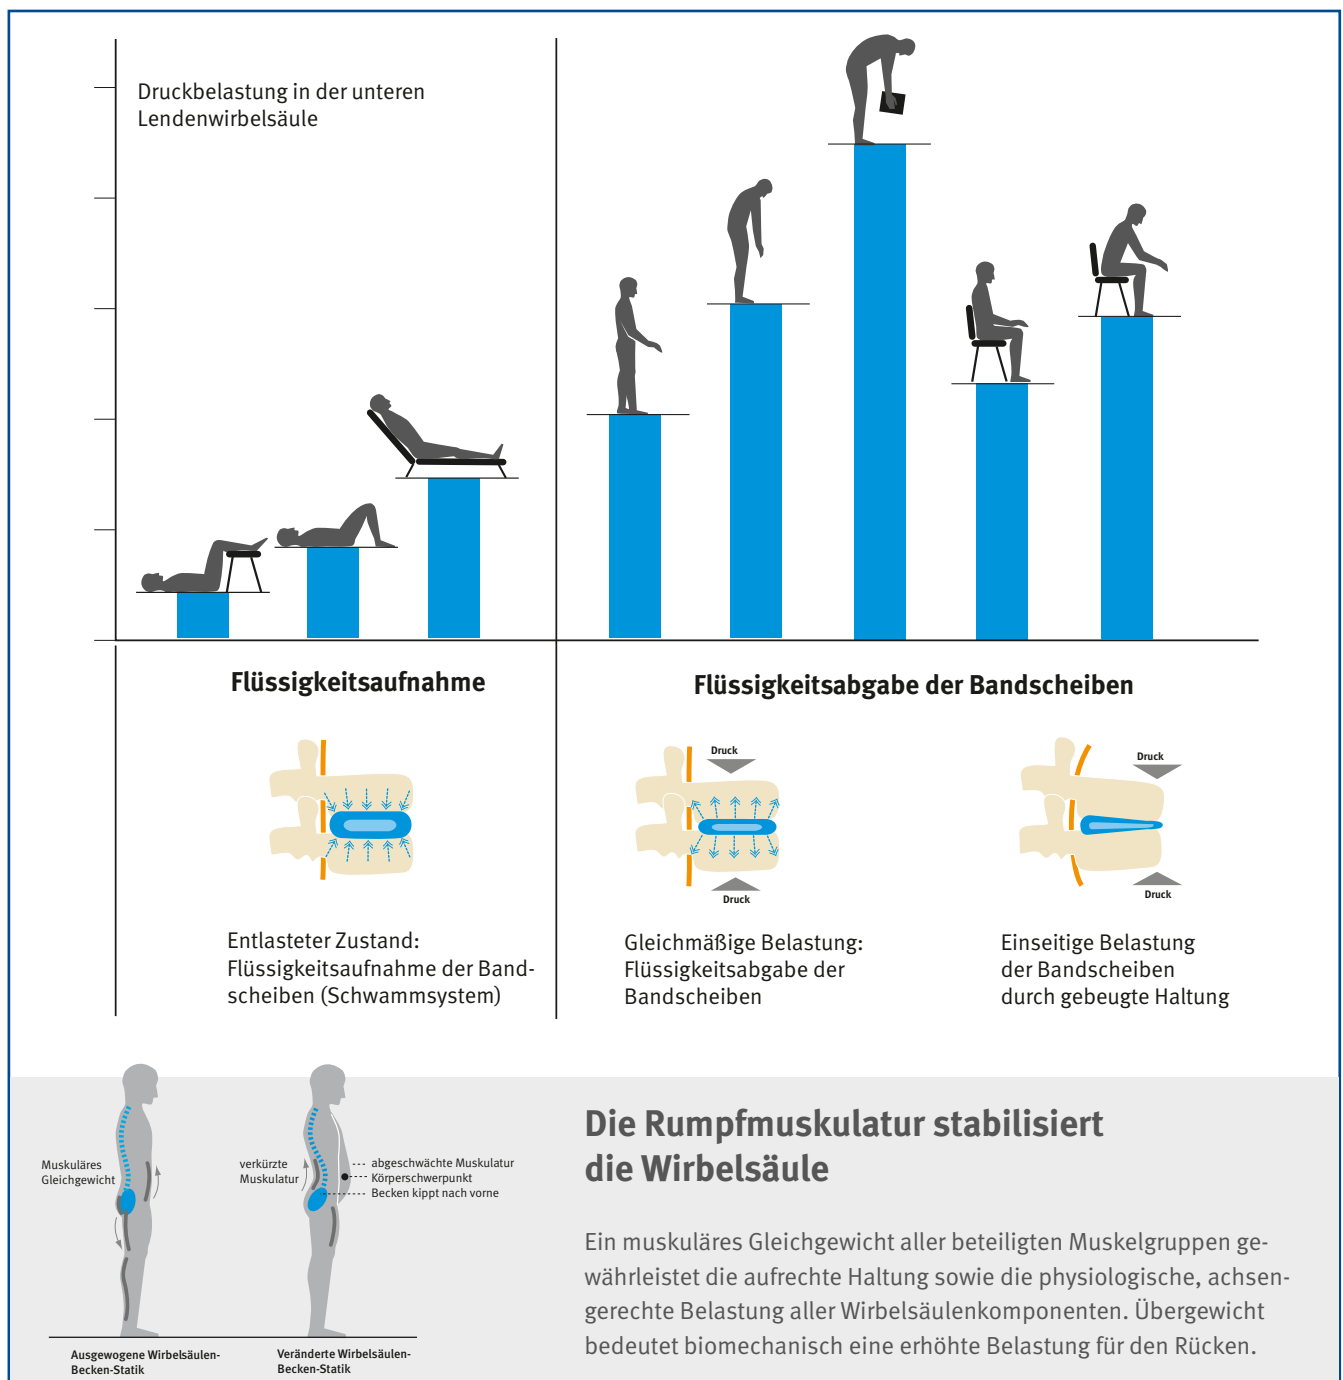 Druckbelastung in der unteren
Lendenwirbelsäule
Flüssigkeitsaufnahme
Flüssigkeitsabgabe der Bandscheiben
Druck
Druck
Druck
Druck
Entlasteter Zustand:
Flüssigkeitsaufnahme der Band-
scheiben (Schwammsystem)
Gleichmäßige Belastung:
Flüssigkeitsabgabe der
Bandscheiben
Einseitige Belastung
der Bandscheiben
durch gebeugte Haltung
Muskuläres
Gleichgewicht
verkürzte
Muskulatur
abgeschwächte Muskulatur
Körperschwerpunkt
Becken kippt nach vorne
Ausgewogene Wirbelsäulen-
Becken-Statik
Veränderte Wirbelsäulen-
Becken-Statik
Die Rumpfmuskulatur stabilisiert
die Wirbelsäule
Ein muskuläres Gleichgewicht aller beteiligten Muskelgruppen ge-
währleistet die aufrechte Haltung sowie die physiologische, achsen-
gerechte Belastung aller Wirbelsäulenkomponenten. Übergewicht
bedeutet biomechanisch eine erhöhte Belastung für den Rücken.